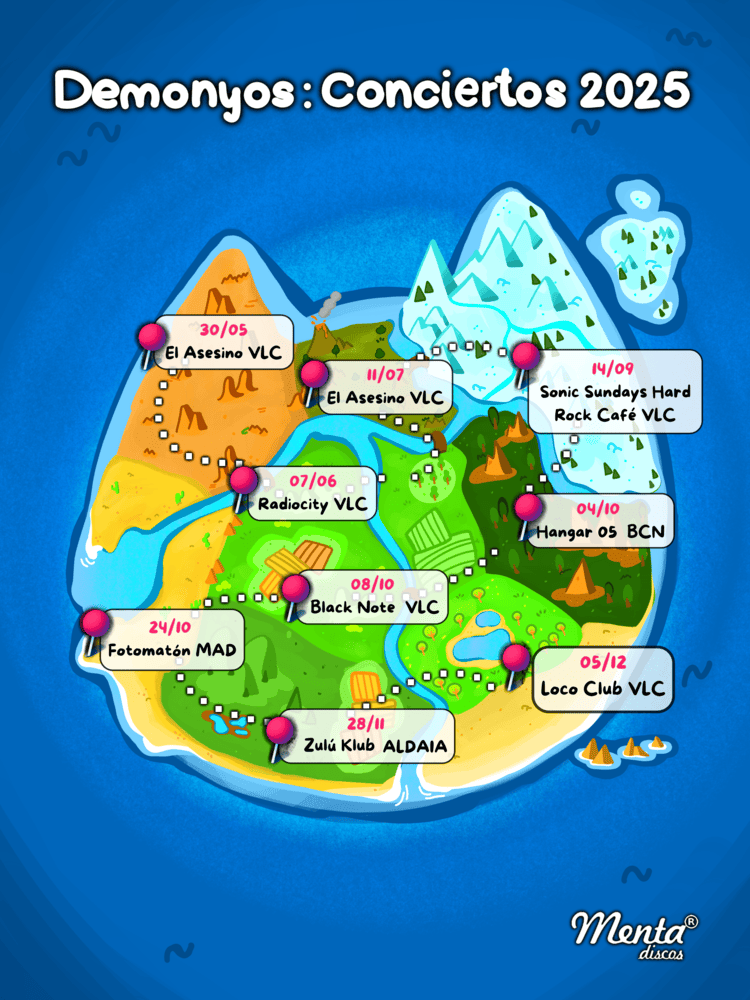 Demonyos : Conciertos 2025
30/05
El Asesino VLC
11/07
El Asesino VLC
14/09
Sonic Sundays Hard
Rock Café VLC
07/06
Radiocity VLC
04/10
Hangar 05 BCN
08/10
Black Note VLC
24/10
Fotomatón MAD
05/12
Loco Club VLC
28/11
Zulú Klub ALDAIA
Menta®
discos